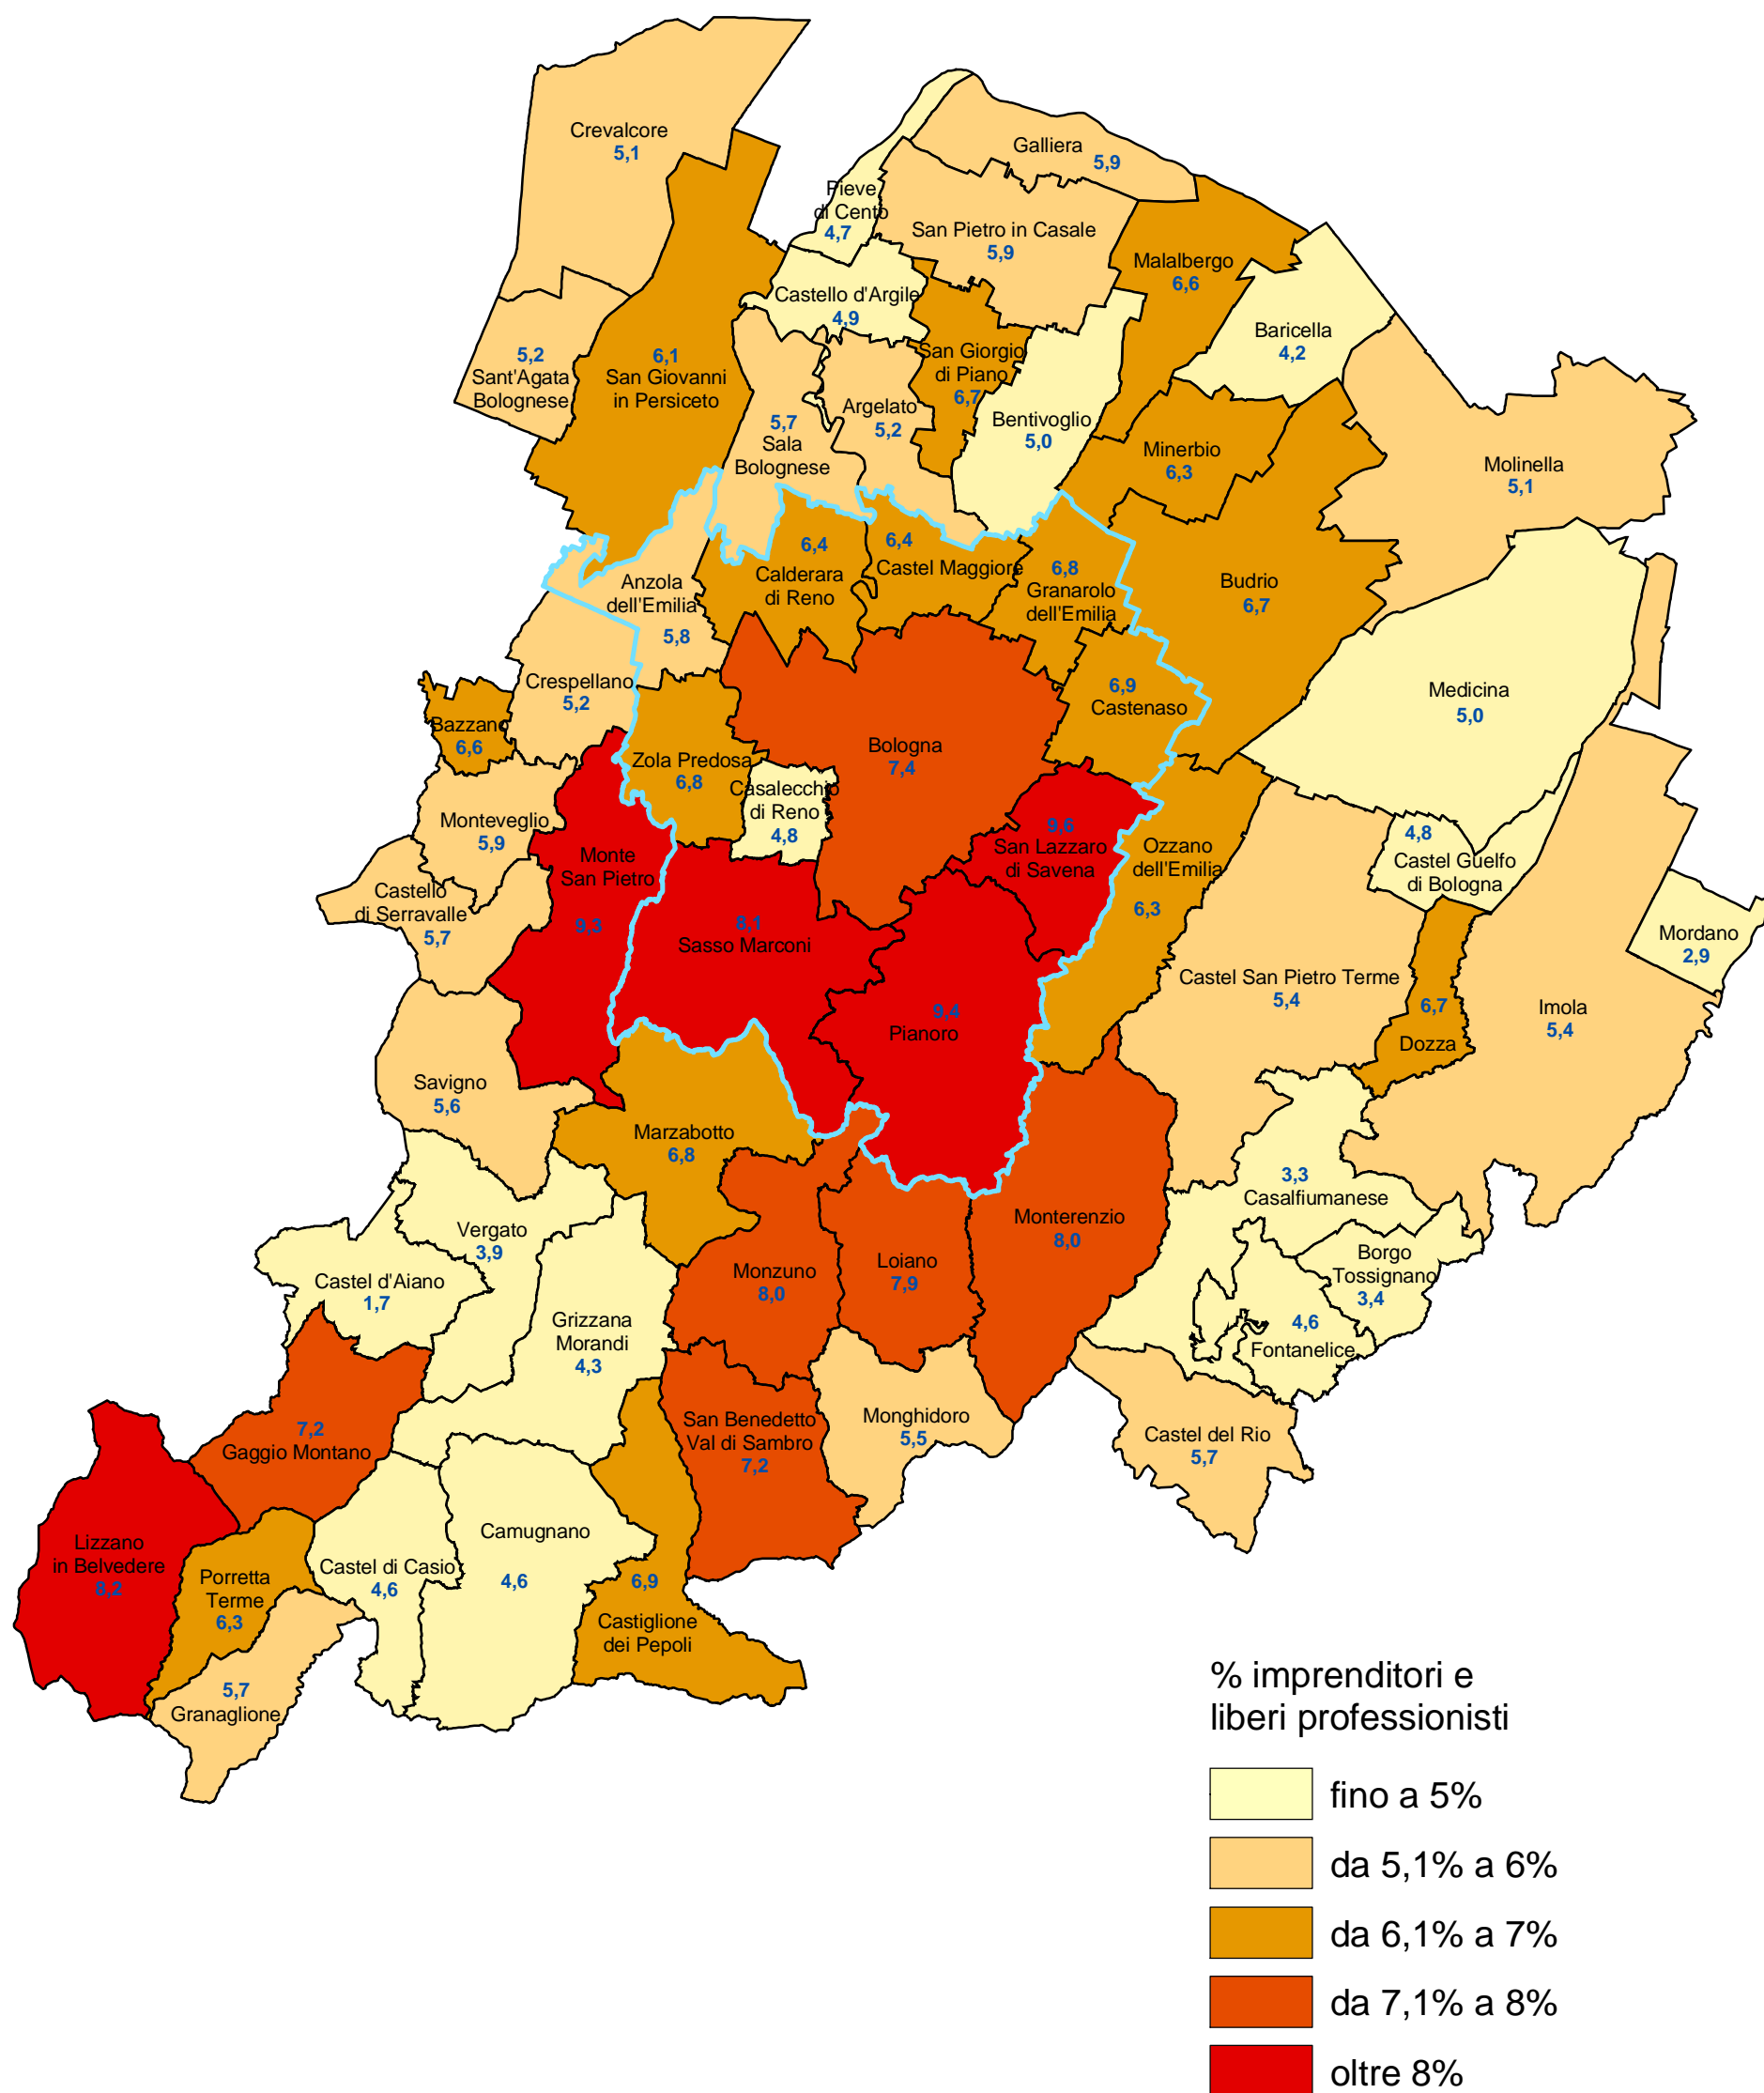 Crevalcore
5,1
Galliera
5,9
Pieve
di Cento
4,7
San Pietro in Casale
5,9
Malalbergo
6,6
Castello d'Argile
4,9
Baricella
4,2
5,2
Sant'Agata
Bolognese
6,1
San Giovanni
in Persiceto
San Giorgio
di Piano
6,7
Argelato
5,2
5,7
Sala
Bolognese
Bentivoglio
5,0
Minerbio
6,3
Molinella
5,1
6,4
Calderara
di Reno
6,4
Castel Maggiore
6,8
Granarolo
dell'Emilia
Budrio
6,7
Anzola
dell'Emilia
5,8
Crespellano
5,2
6,9
Castenaso
Medicina
5,0
Bazzano
6,6
Zola Predosa
6,8
Bologna
7,4
Casalecchio
di Reno
4,8
Monteveglio
5,9
9,6
San Lazzaro
di Savena
Ozzano
dell'Emilia
6,3
4,8
Castel Guelfo
di Bologna
Monte
San Pietro
9,3
Castello
di Serravalle
5,7
8,1
Sasso Marconi
Mordano
2,9
Castel San Pietro Terme
5,4
6,7
Dozza
Imola
5,4
9,4
Pianoro
Savigno
5,6
Marzabotto
6,8
3,3
Casalfiumanese
Vergato
3,9
Monterenzio
8,0
Castel d'Aiano
1,7
Monzuno
8,0
Loiano
7,9
Borgo
Tossignano
3,4
Grizzana
Morandi
4,3
4,6
Fontanelice
7,2
Gaggio Montano
San Benedetto
Val di Sambro
7,2
Monghidoro
5,5
Castel del Rio
5,7
Lizzano
in Belvedere
8,2
Camugnano
4,6
Castel di Casio
4,6
Porretta
Terme
6,3
6,9
Castiglione
dei Pepoli
5,7
Granaglione
% imprenditori e
liberi professionisti
fino a 5%
da 5,1% a 6%
da 6,1% a 7%
da 7,1% a 8%
oltre 8%